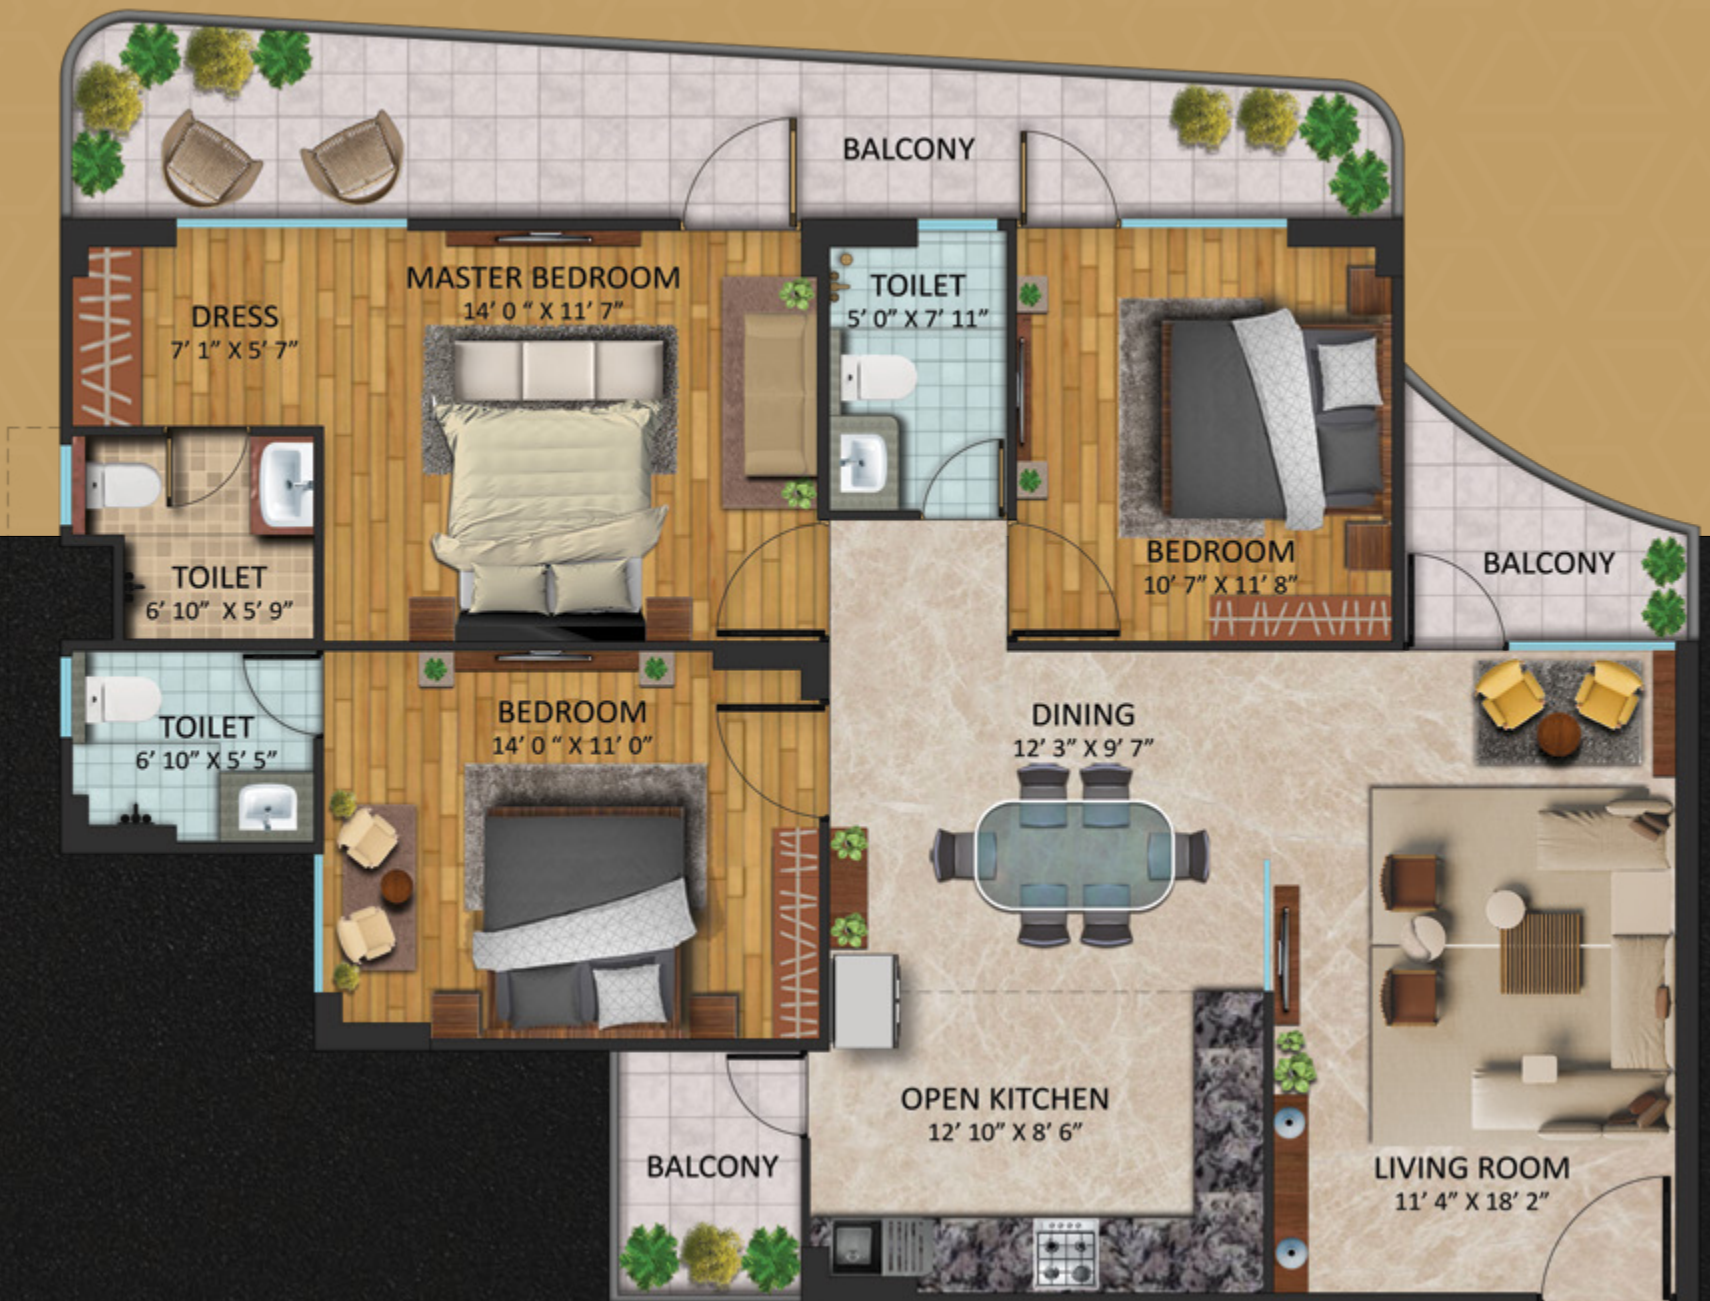 BALCONY
MASTER BEDROOM
14’ 0 “ X 11’ 7”
DRESS
7’ 1” X 5’ 7”
TOILET
5’ 0” X 7’ 11”
TOILET
6’ 10” X 5’ 9”
BEDROOM
10’ 7” X 11’ 8”
BALCONY
TOILET
6’ 10” X 5’ 5”
BEDROOM
14’ 0 “ X 11’ 0”
DINING
12’ 3” X 9’ 7”
OPEN KITCHEN
12’ 10” X 8’ 6”
BALCONY
LIVING ROOM
11’ 4” X 18’ 2”